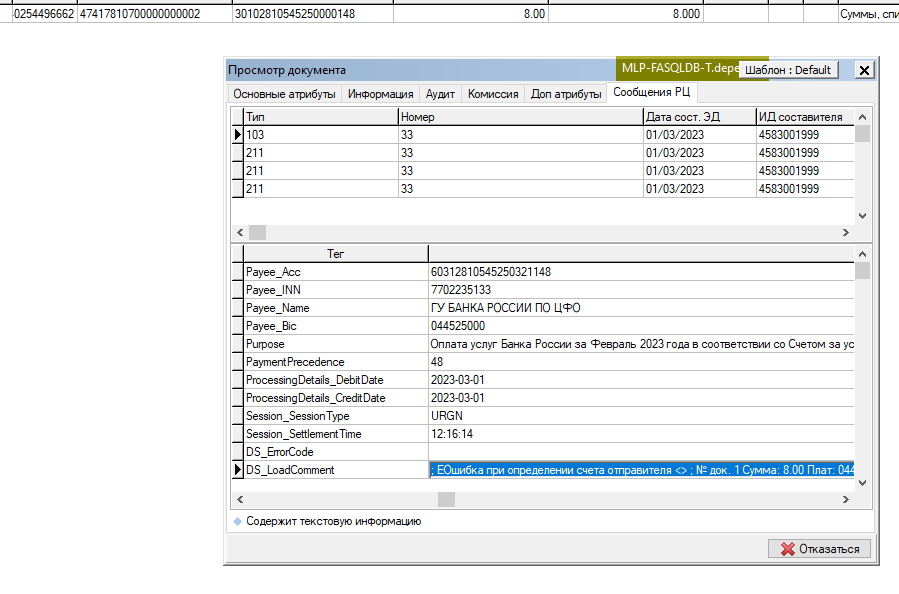 0254496662 47417810700000000002 30102810545250000148 8.00 8.000 Суммы, спи
Просмотр документа MLP-FASQLDB-T.depe Шаблон : Default
Основные атрибуты Информация Аудит Комиссия Доп атрибуты Сообщения РЦ
Тип Номер Дата сост. ЭД ИД составителя
103 33 01/03/2023 4583001999
211 33 01/03/2023 4583001999
211 33 01/03/2023 4583001999
211 33 01/03/2023 4583001999
Тег
Payee_Acc 60312810545250321148
Payee_INN 7702235133
Payee_Name ГУ БАНКА РОССИИ ПО ЦФО
Payee_Bic 044525000
Purpose Оплата услуг Банка России за Февраль 2023 года в соответствии со Счетом за ус
PaymentPrecedence 48
ProcessingDetails_DebitDate 2023-03-01
ProcessingDetails_CreditDate 2023-03-01
Session_SessionType URGN
Session_SettlementTime 12:16:14
DS_ErrorCode
DS_LoadComment ; EОшибка при определении счета отправителя <> ; № док. 1 Сумма: 8.00 Плат: 044
Содержит текстовую информацию
Отказаться